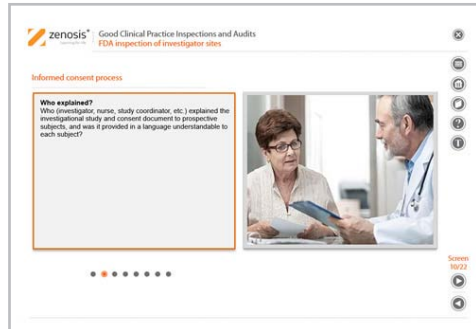 zenosis®
Good Clinical Practice Inspections and Audits
FDA inspection of investigator sites
Informed consent process
Who explained?
Who (investigator, nurse, study coordinator, etc.) explained the
investigational study and consent document to prospective
subjects, and was it provided in a language understandable to
each subject?
Screen
10/22